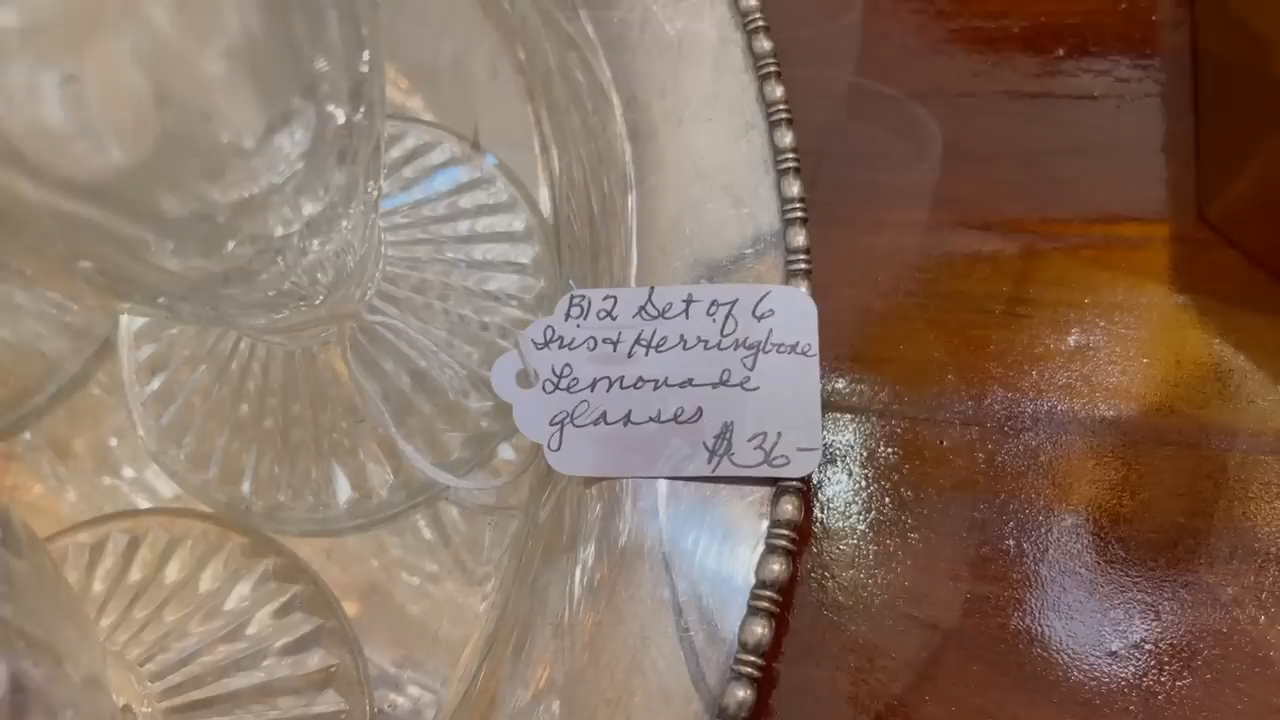 B12 Set of 6
Iris + Herringbone
Lemonade
glasses
$36-